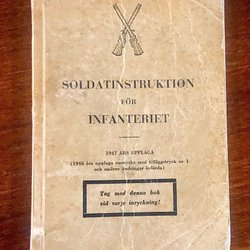 SOLDATINSTRUKTION
FÖR
INFANTERIET
1947 ÅRS UPPLAGA
(1946 års upplaga omtryckt med tilläggstryck nr 1
och smärre ändringar införda)
Tag med denna bok
vid varje inryckning!